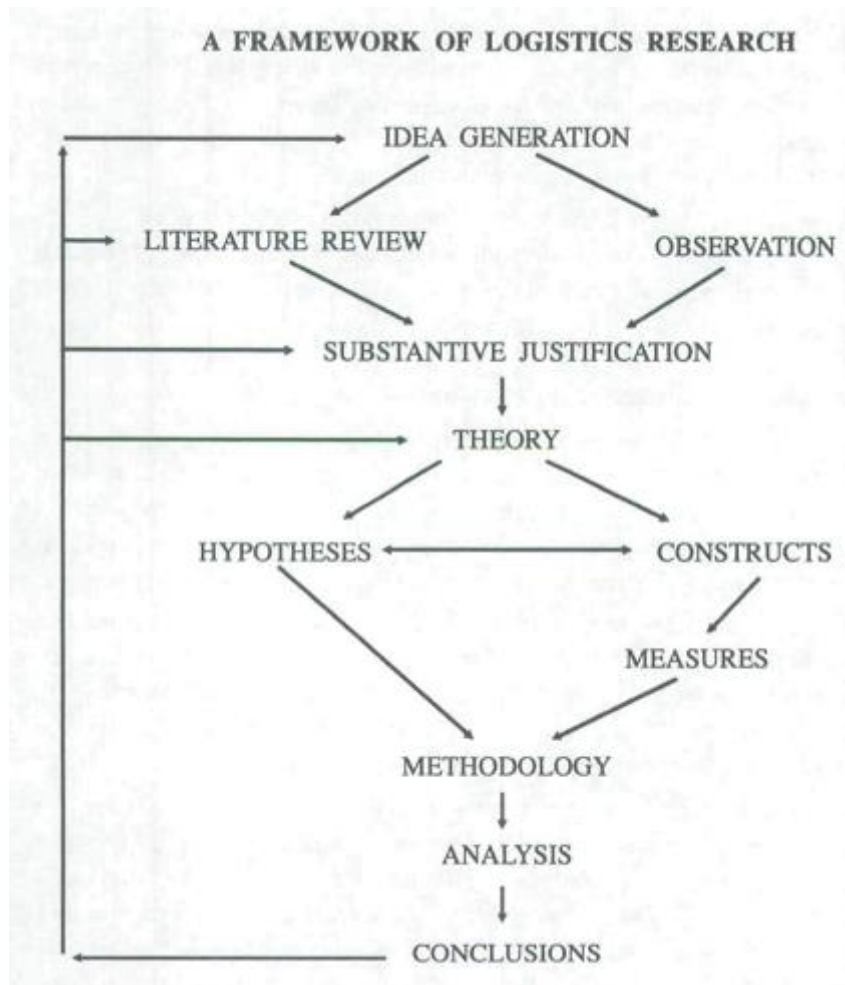 A FRAMEWORK OF LOGISTICS RESEARCH
IDEA GENERATION
LITERATURE REVIEW
OBSERVATION
SUBSTANTIVE JUSTIFICATION
THEORY
HYPOTHESES
CONSTRUCTS
MEASURES
METHODOLOGY
ANALYSIS
CONCLUSIONS